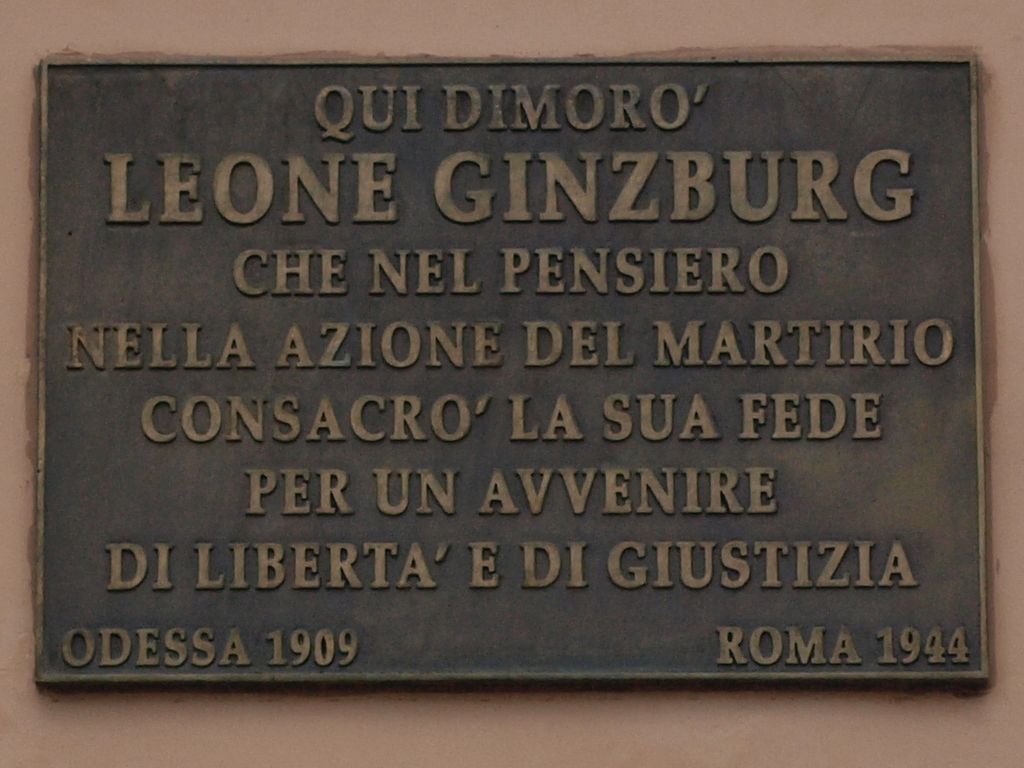 QUI DIMORO'
LEONE GINZBURG
CHE NEL PENSIERO
NELLA AZIONE DEL MARTIRIO
CONSACRO' LA SUA FEDE
PER UN AVVENIRE
DI LIBERTA' E DI GIUSTIZIA
ODESSA 1909 ROMA 1944